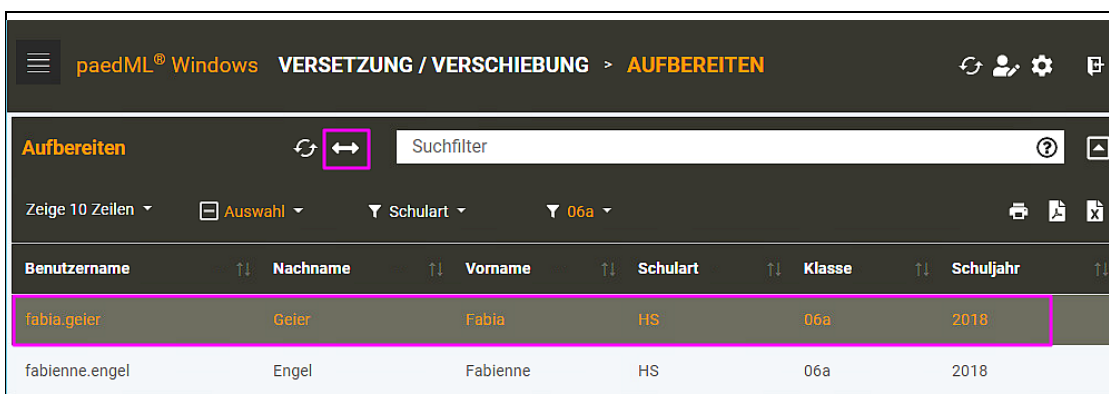 paedML® Windows VERSETZUNG / VERSCHIEBUNG > AUFBEREITEN
Aufbereiten Suchfilter
Zeige 10 Zeilen Auswahl Schulart 06a
Benutzername Nachname Vorname Schulart Klasse Schuljahr
fabia.geier Geier Fabia HS 06a 2018
fabienne.engel Engel Fabienne HS 06a 2018